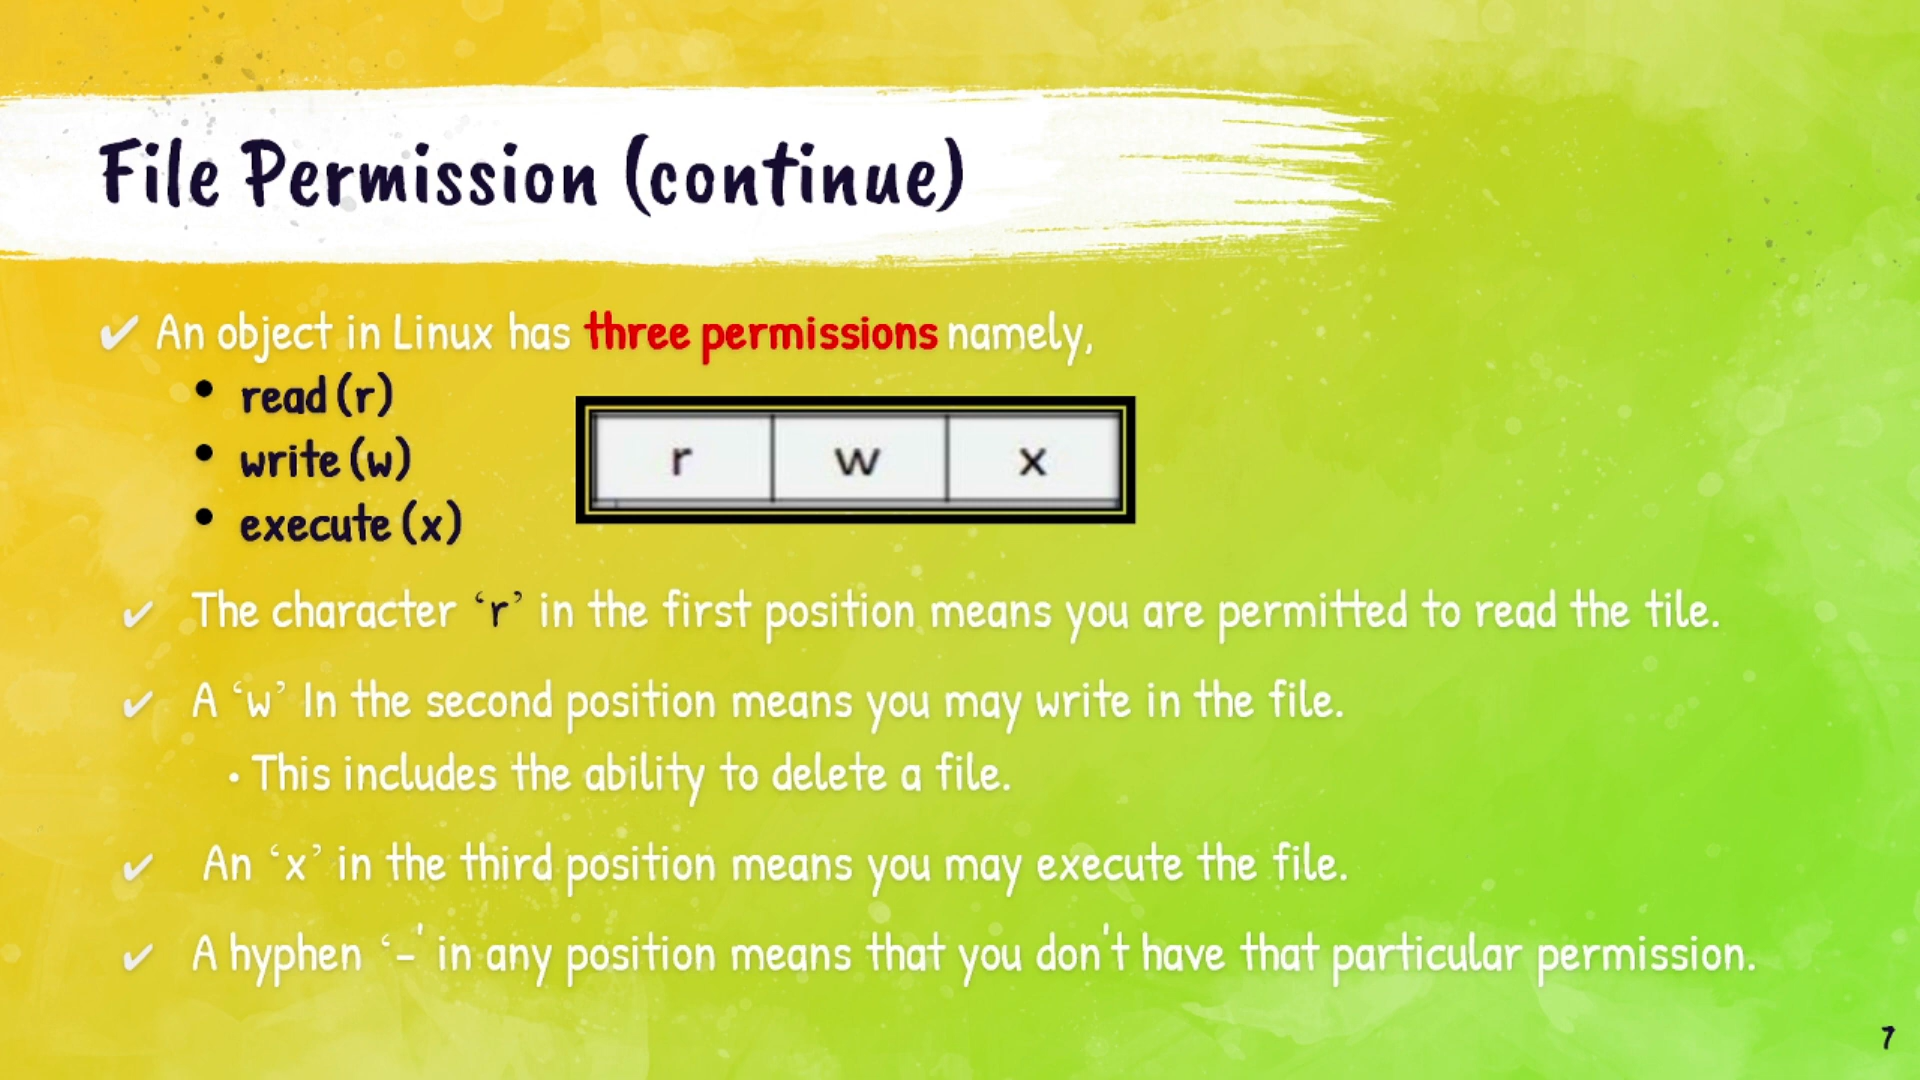 File Permission (continue)
✔ An object in Linux has three permissions namely,
• read (r)
• write (w)
• execute (x)
r w x
✔ The character ‘r’ in the first position means you are permitted to read the tile.
✔ A ‘w’ In the second position means you may write in the file.
• This includes the ability to delete a file.
✔ An ‘x’ in the third position means you may execute the file.
✔ A hyphen ‘-' in any position means that you don't have that particular permission.
7